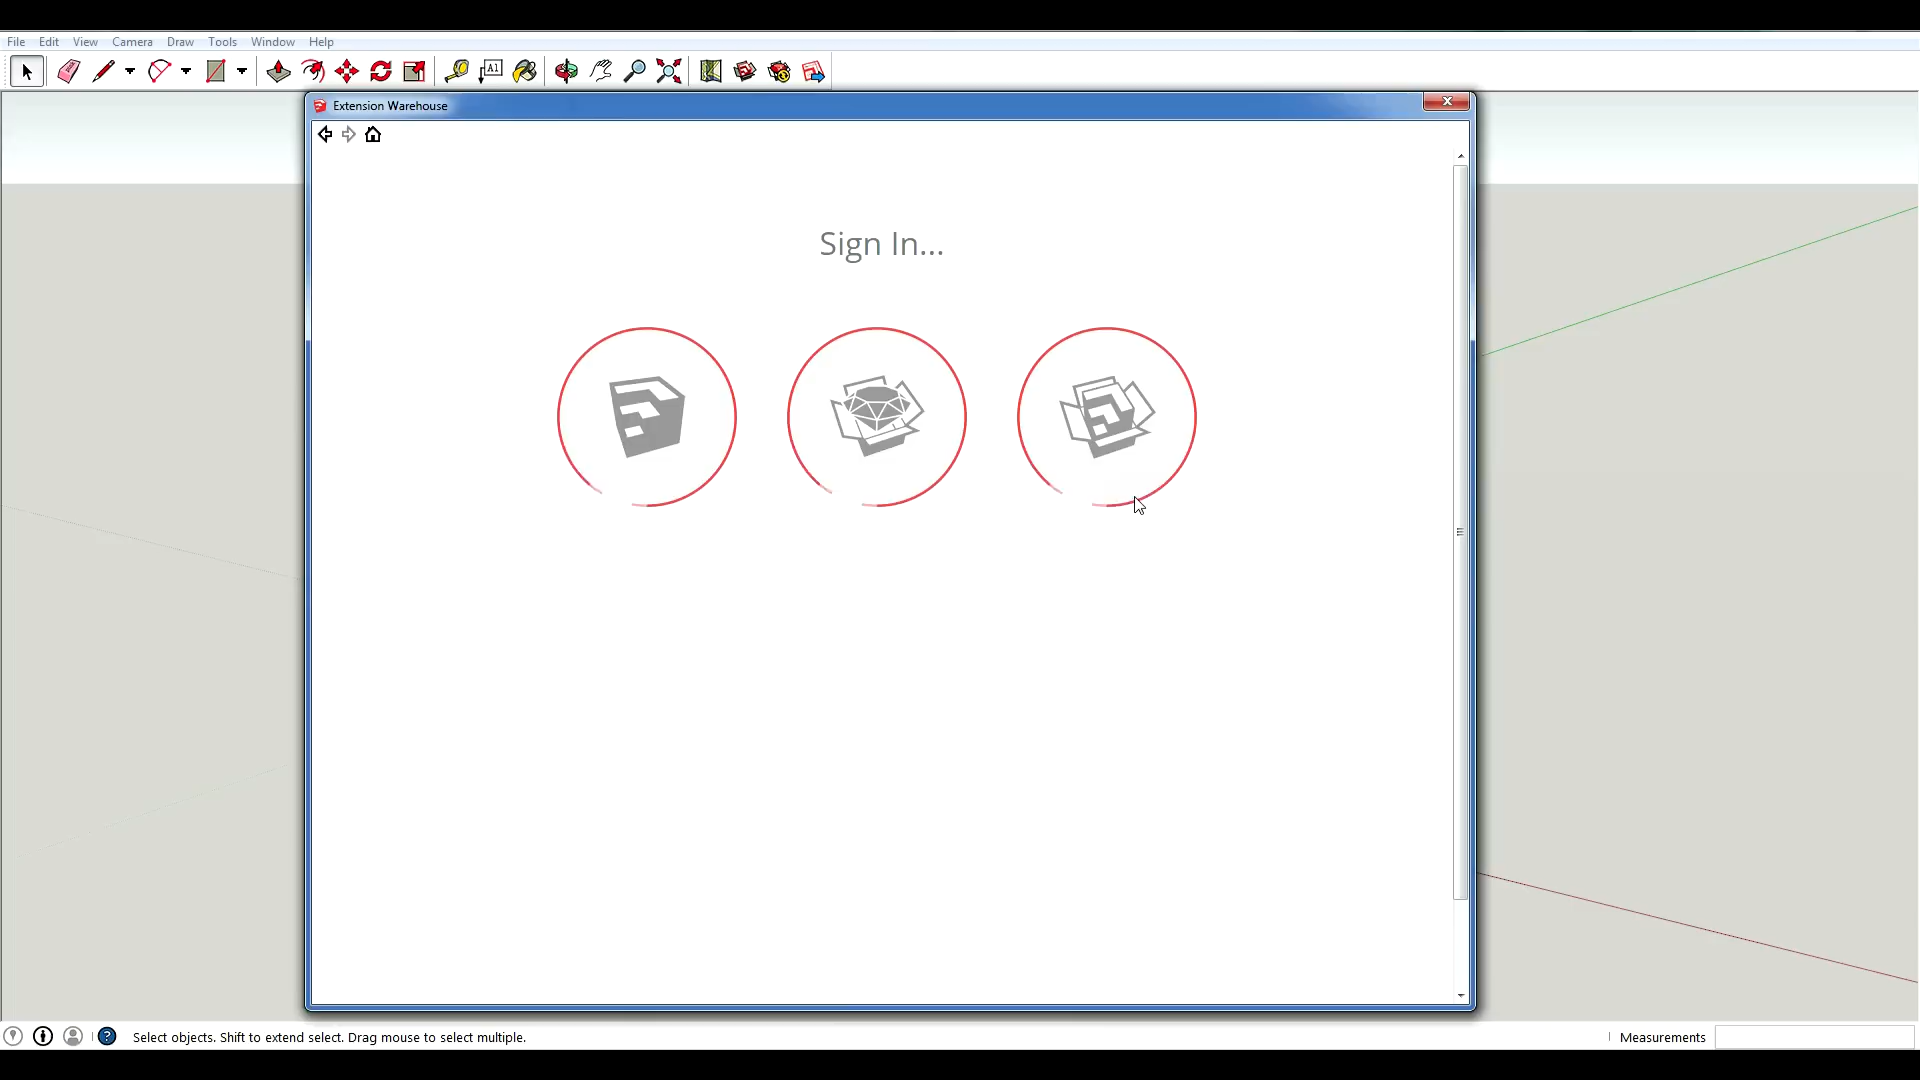 File Edit View Camera Draw Tools Window Help
A1
Extension Warehouse
Sign In...
Select objects. Shift to extend select. Drag mouse to select multiple.
Measurements